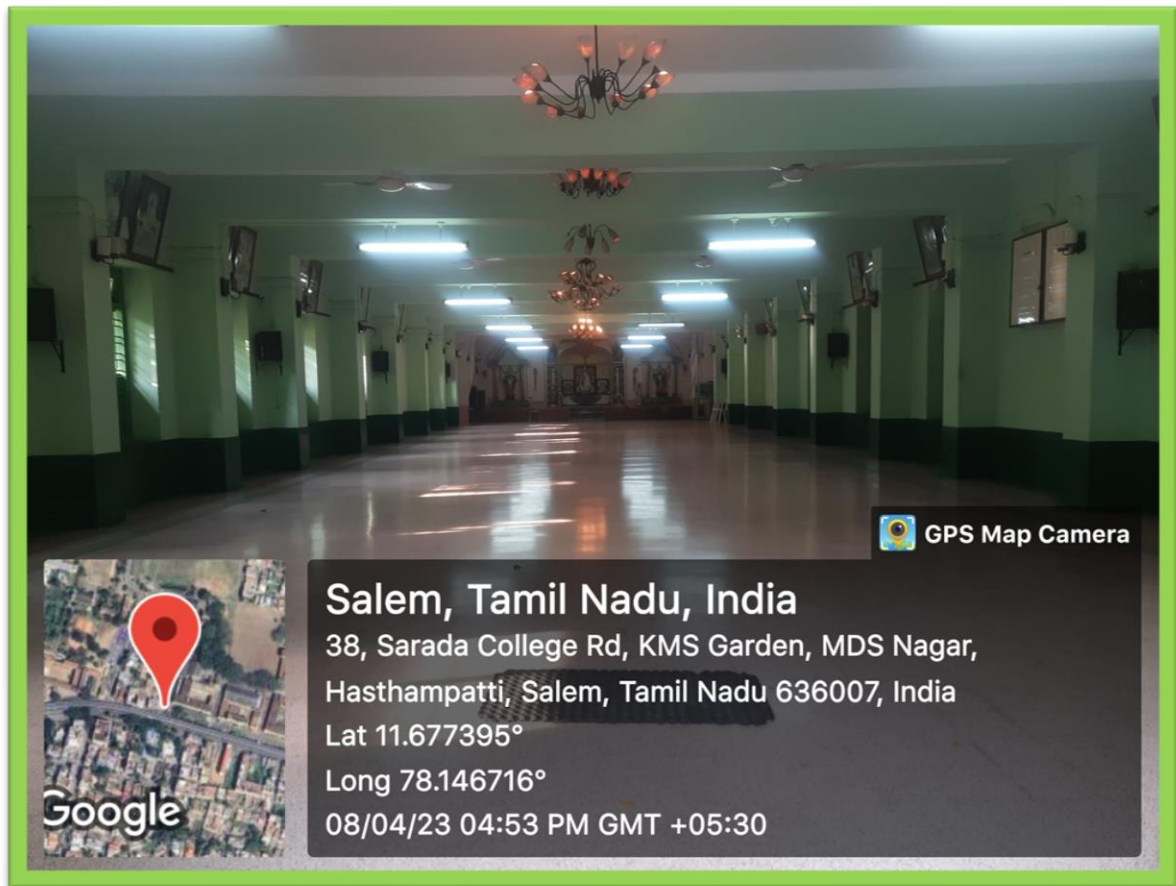 GPS Map Camera
Salem, Tamil Nadu, India
38, Sarada College Rd, KMS Garden, MDS Nagar,
Hasthampatti, Salem, Tamil Nadu 636007, India
Lat 11.677395°
Long 78.146716°
08/04/23 04:53 PM GMT +05:30
Google